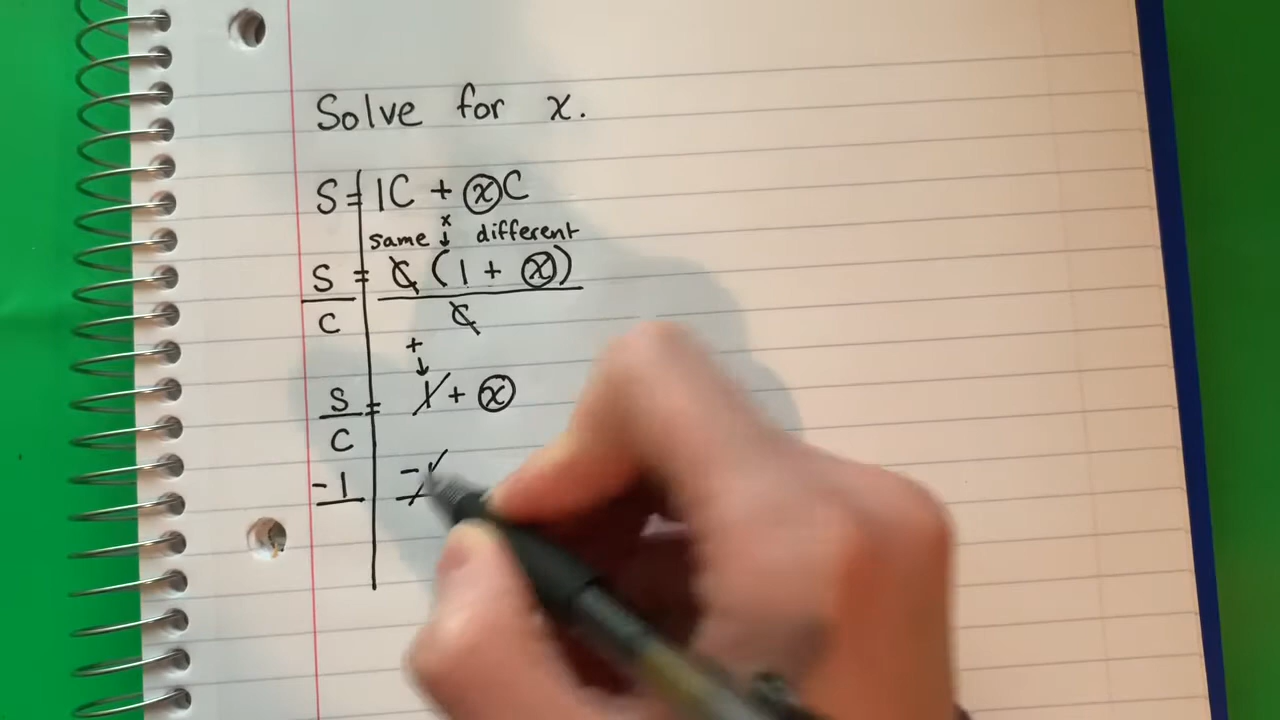 Solve for x.
S = 1C + xC
same x↓ different
S = C (1 + x)
C C
+
↓
S = 1 + x
C
-1 -1